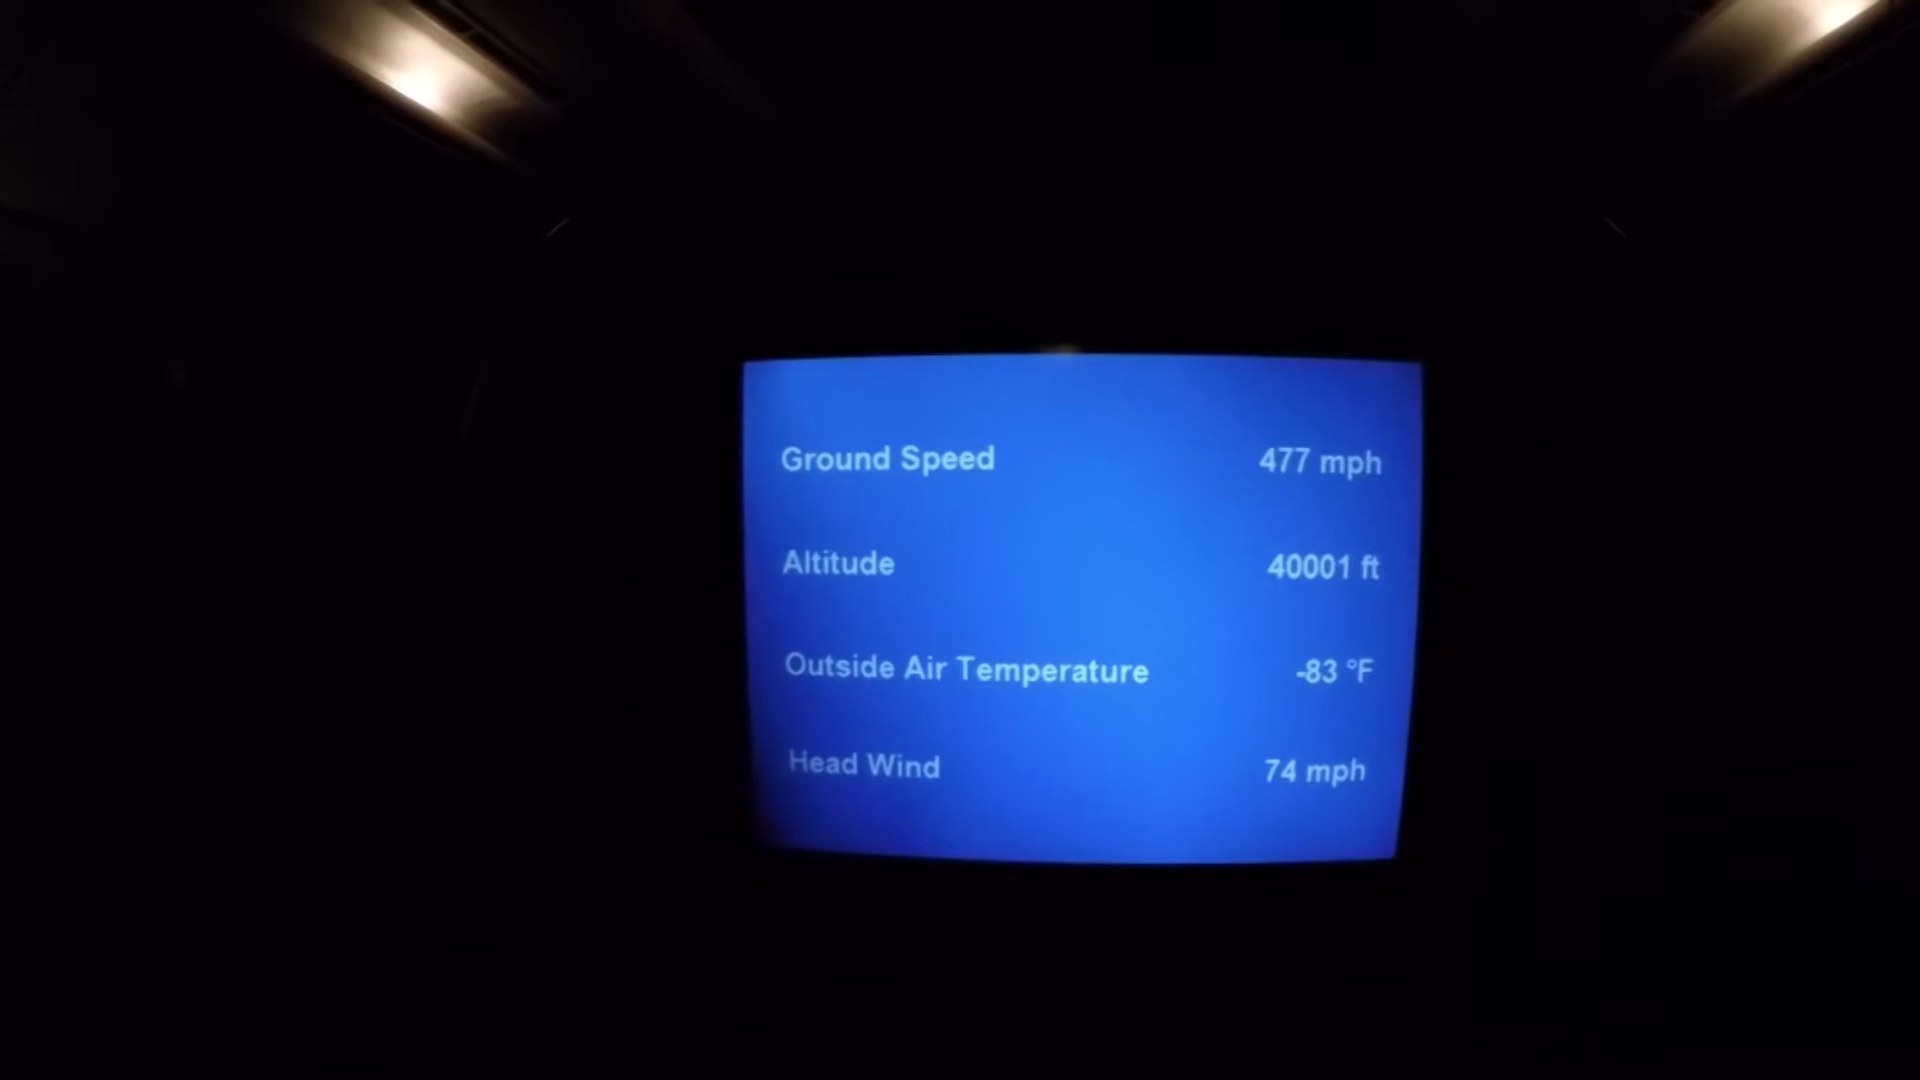 Ground Speed 477 mph
Altitude 40001 ft
Outside Air Temperature -83 °F
Head Wind 74 mph